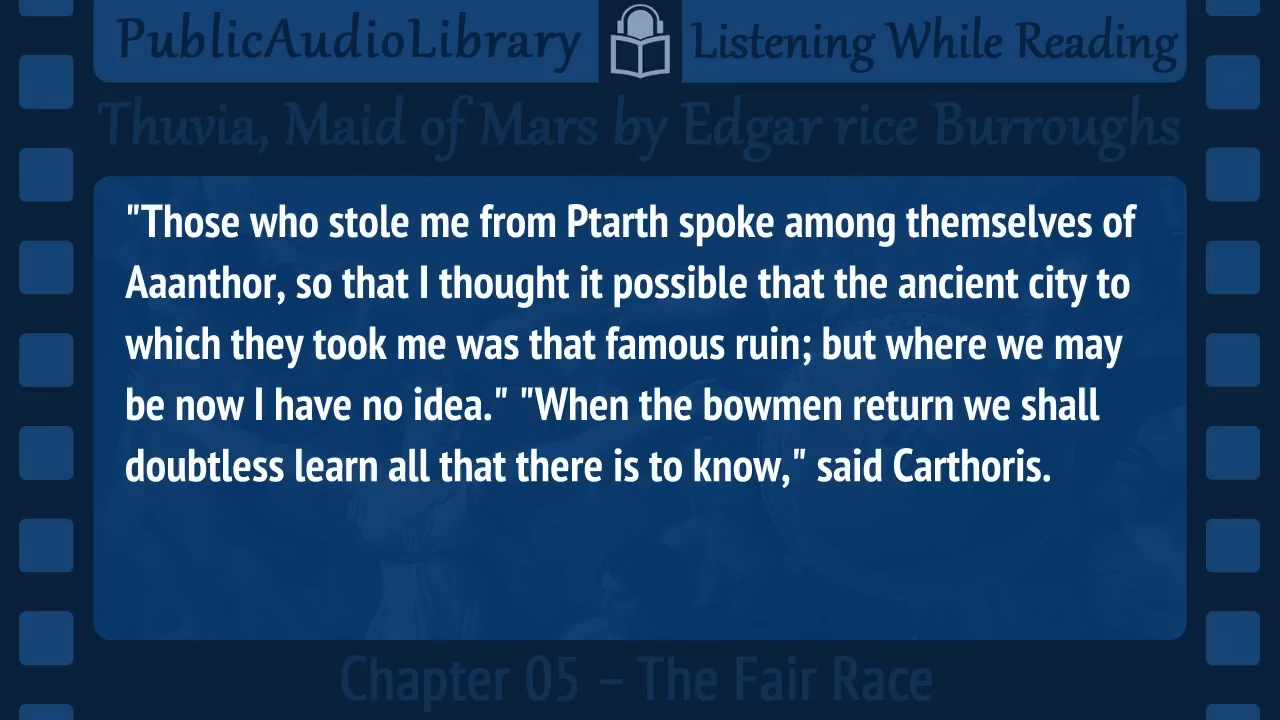 PublicAudioLibrary
Listening While Reading
Thuvia, Maid of Mars by Edgar rice Burroughs
"Those who stole me from Ptarth spoke among themselves of
Aaanthor, so that I thought it possible that the ancient city to
which they took me was that famous ruin; but where we may
be now I have no idea." "When the bowmen return we shall
doubtless learn all that there is to know," said Carthoris.
Chapter 05 – The Fair Race